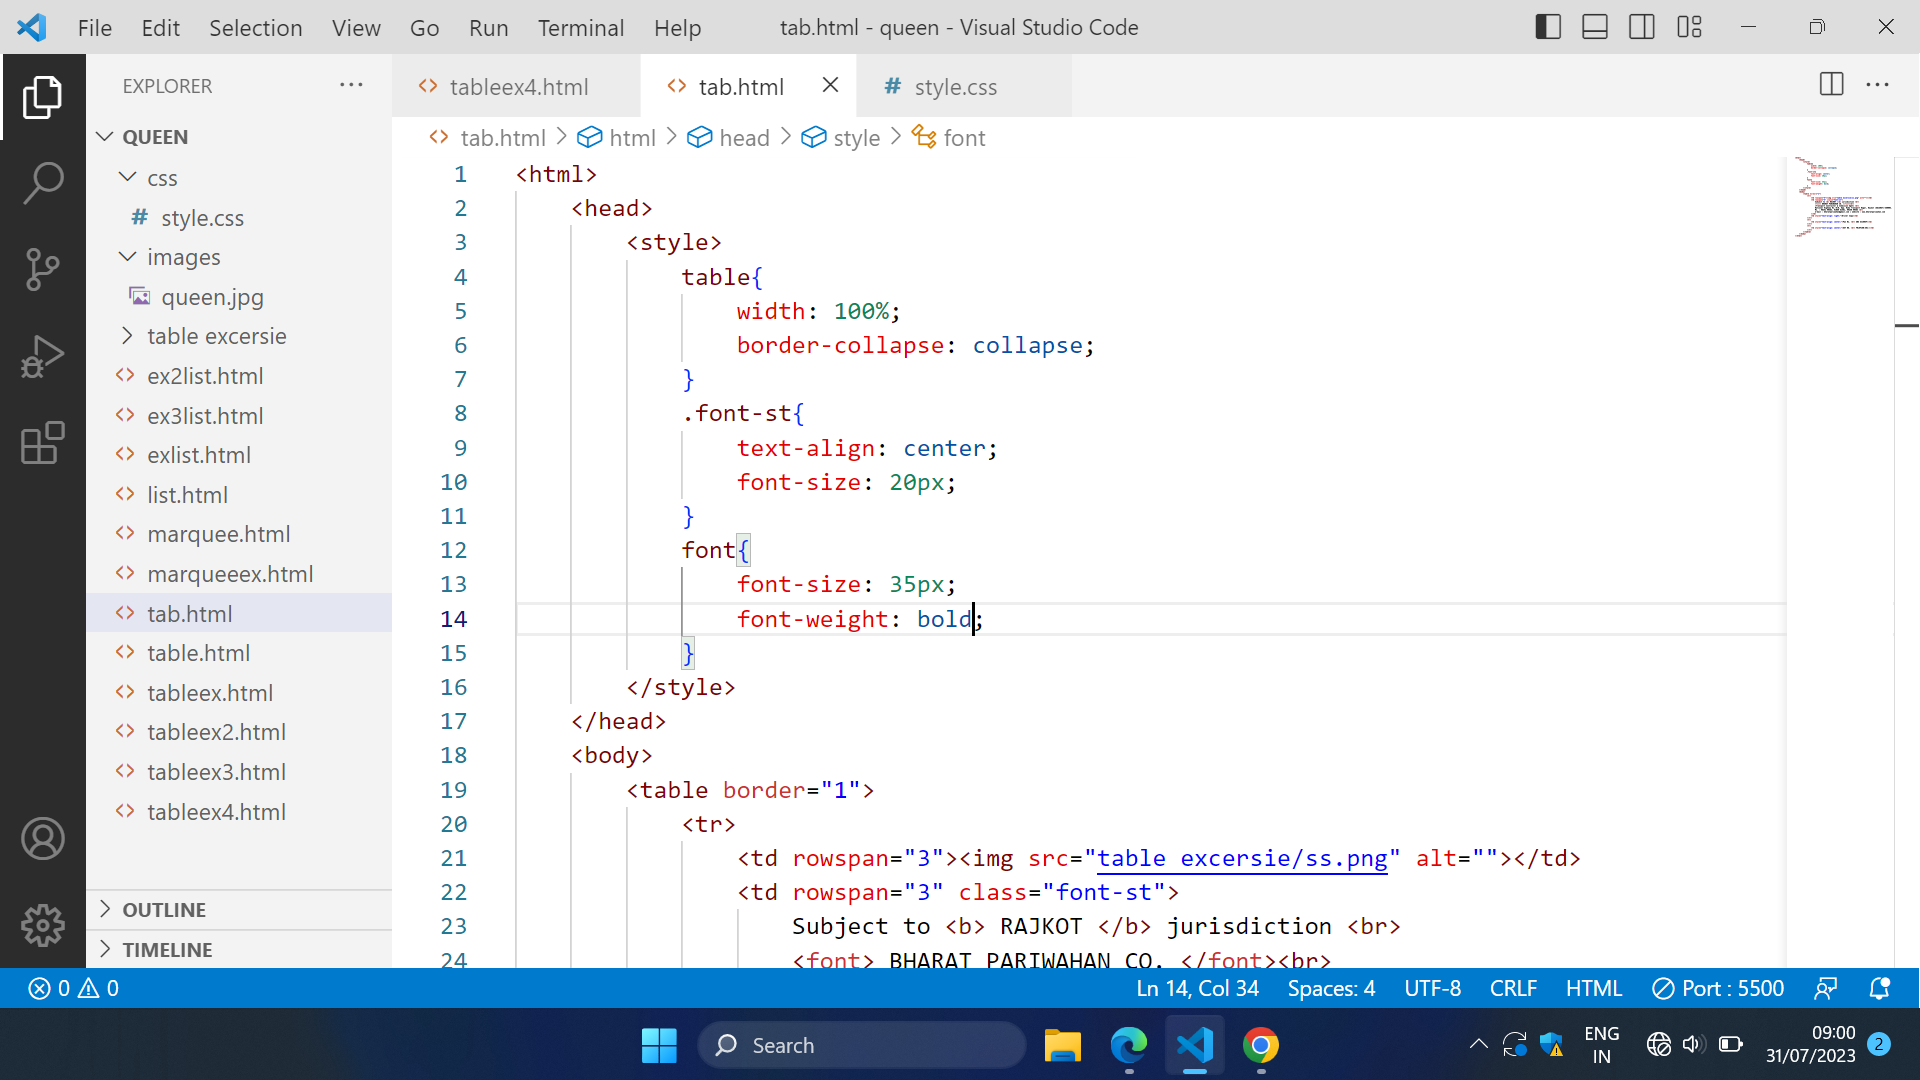 File Edit Selection View Go Run Terminal Help
tab.html - queen - Visual Studio Code
EXPLORER
QUEEN
css
style.css
images
queen.jpg
table excersie
ex2list.html
ex3list.html
exlist.html
list.html
marquee.html
marqueeex.html
tab.html
table.html
tableex.html
tableex2.html
tableex3.html
tableex4.html
OUTLINE
TIMELINE
tableex4.html tab.html style.css
tab.html > html > head > style > font
1 <html>
2 <head>
3 <style>
4 table{
5 width: 100%;
6 border-collapse: collapse;
7 }
8 .font-st{
9 text-align: center;
10 font-size: 20px;
11 }
12 font{
13 font-size: 35px;
14 font-weight: bold;
15 }
16 </style>
17 </head>
18 <body>
19 <table border="1">
20 <tr>
21 <td rowspan="3"><img src="table excersie/ss.png" alt=""></td>
22 <td rowspan="3" class="font-st">
23 Subject to <b> RAJKOT </b> jurisdiction <br>
24 <font> BHARAT PARIWAHAN CO. </font><br>
0 0
Ln 14, Col 34 Spaces: 4 UTF-8 CRLF HTML Port : 5500
Search
ENG
IN
09:00
31/07/2023
2